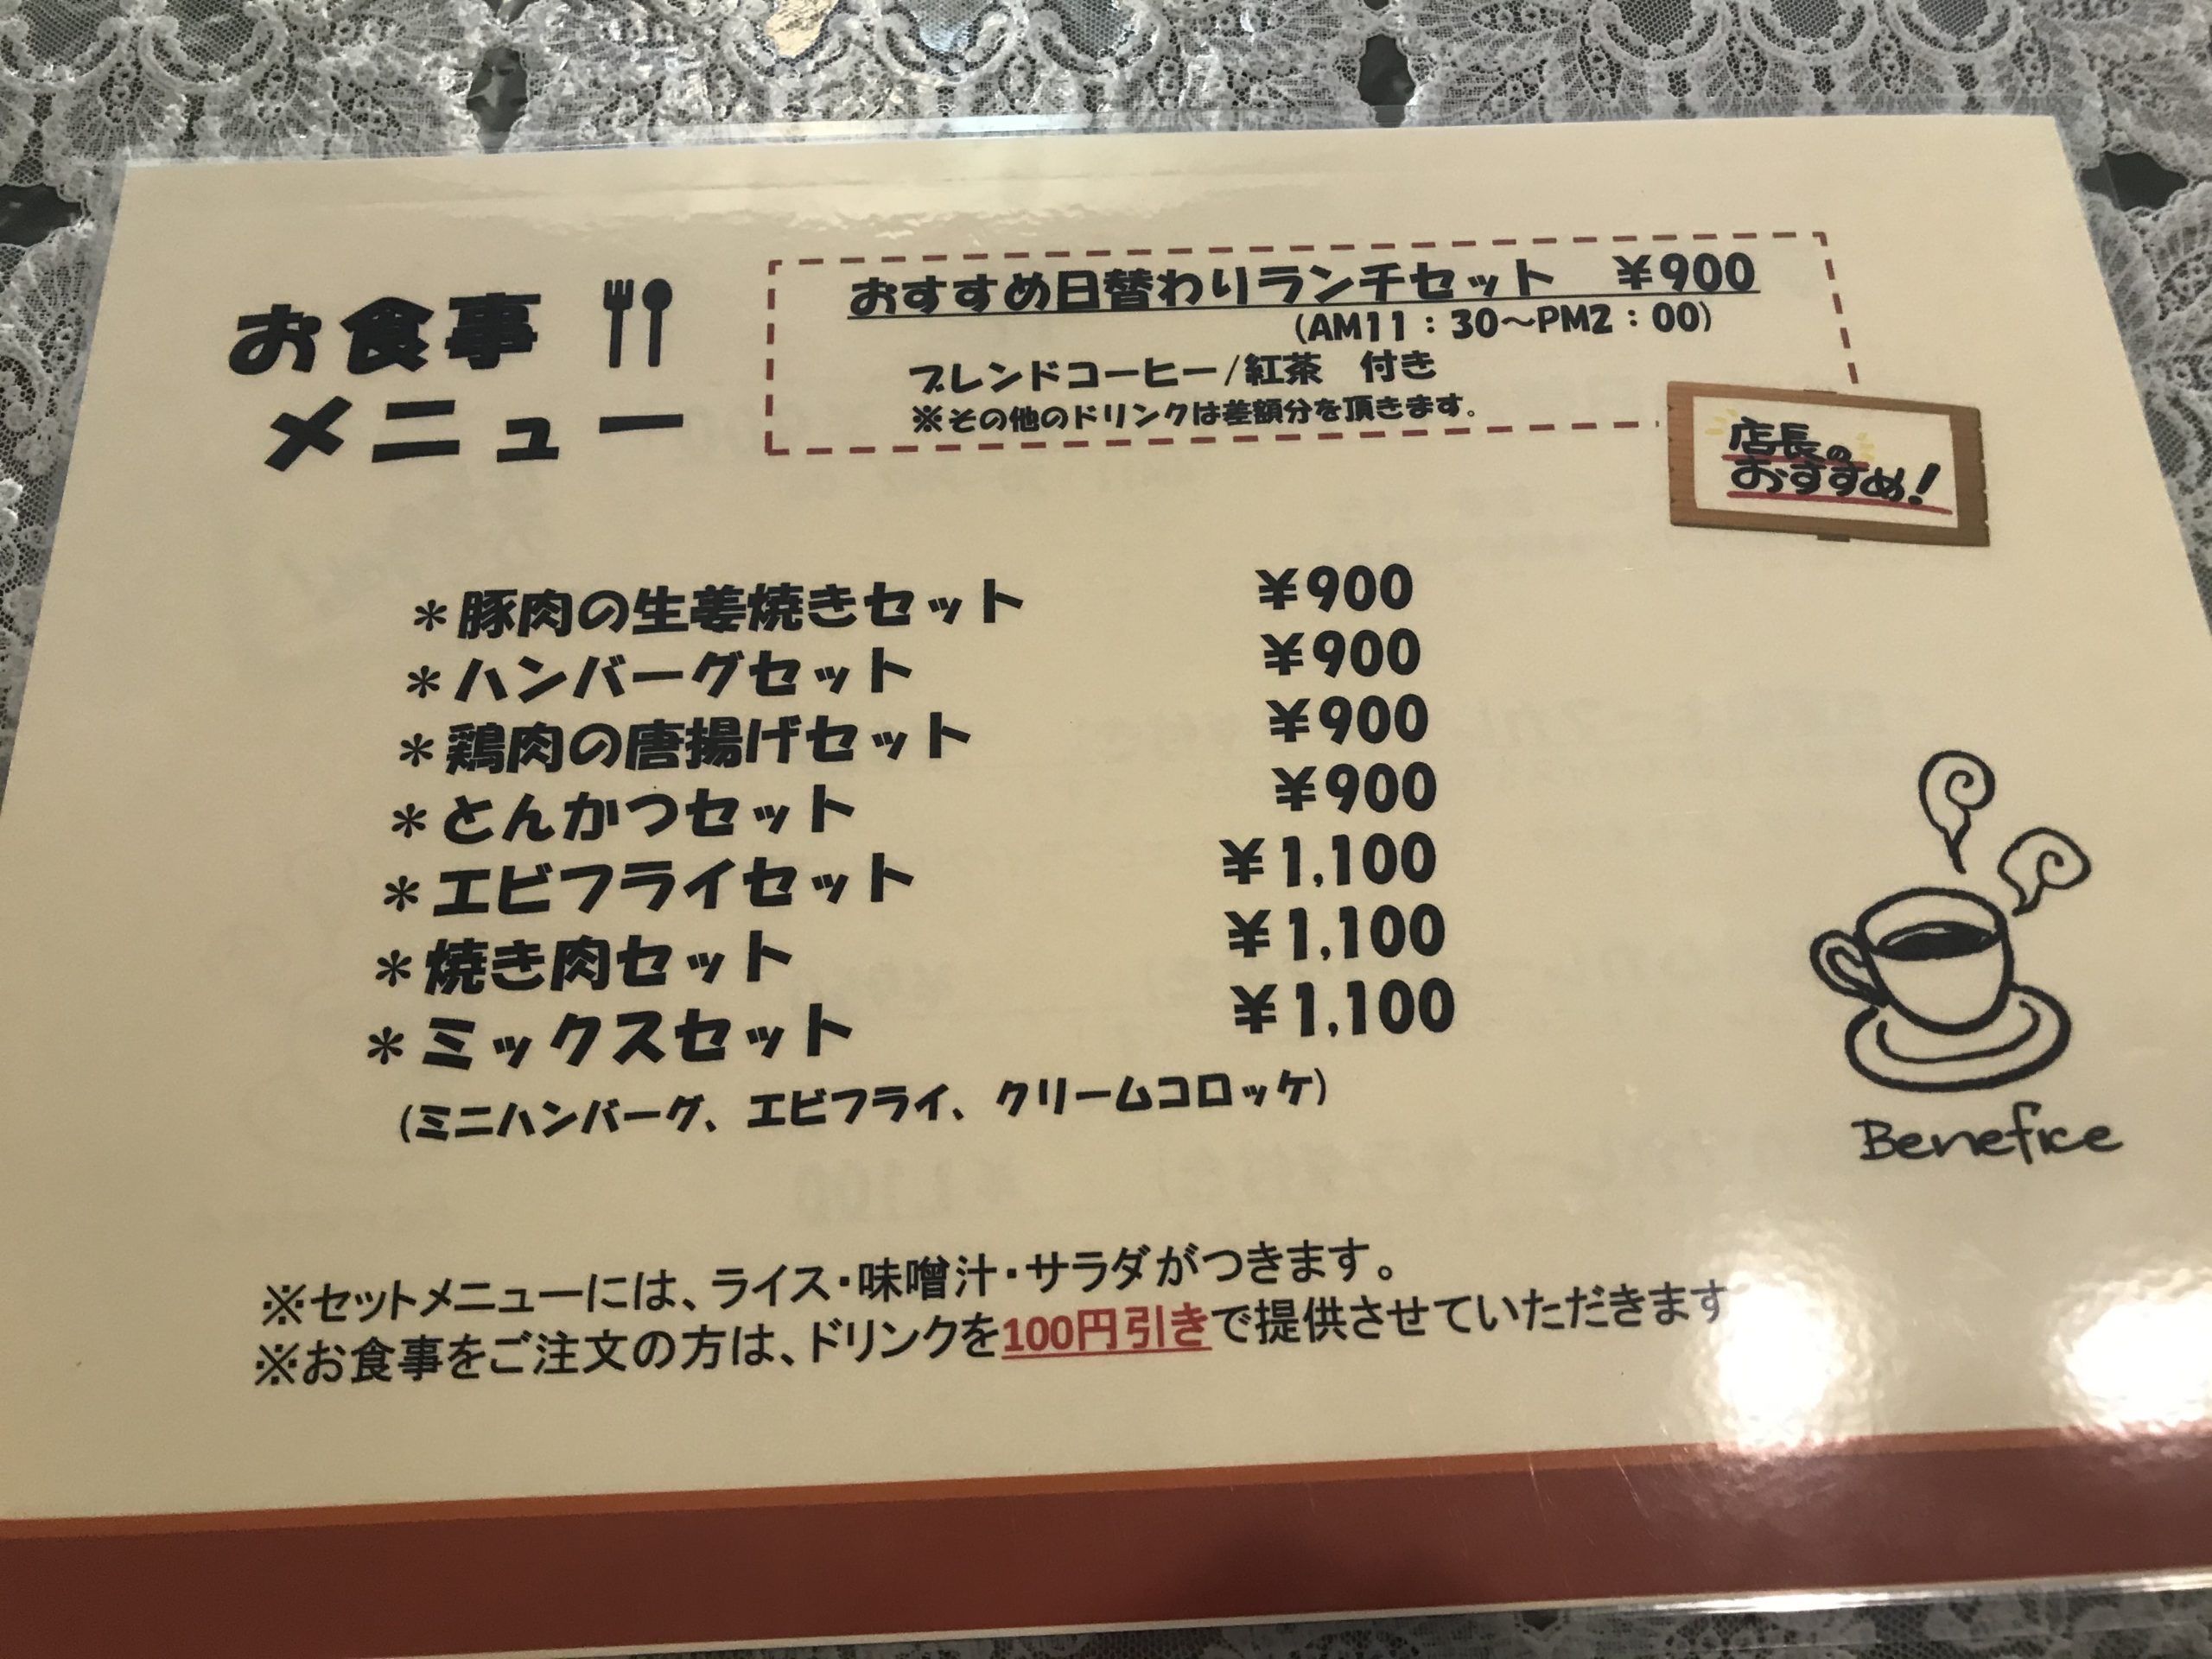 お食事
メニュー
おすすめ日替わりランチセット ￥900
(AM11：30～PM2：00)
ブレンドコーヒー/紅茶 付き
※その他のドリンクは差額分を頂きます。
店長の
おすすめ!
＊豚肉の生姜焼きセット ￥900
＊ハンバーグセット ￥900
＊鶏肉の唐揚げセット ￥900
＊とんかつセット ￥900
＊エビフライセット ￥1,100
＊焼き肉セット ￥1,100
＊ミックスセット ￥1,100
(ミニハンバーグ、エビフライ、クリームコロッケ)
Benefice
※セットメニューには、ライス・味噌汁・サラダがつきます。
※お食事をご注文の方は、ドリンクを100円引きで提供させていただきます